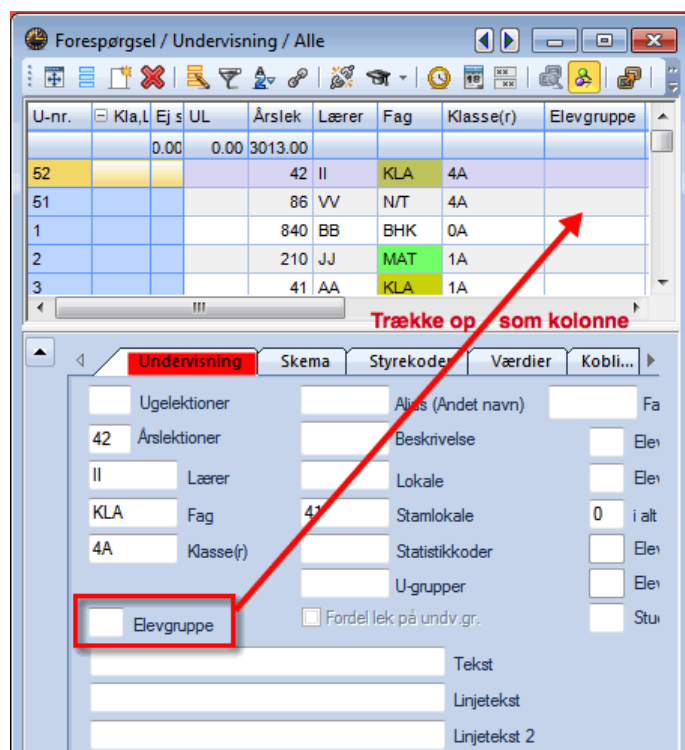 Forespørgsel / Undervisning / Alle
U-nr. Kla,L Ej s UL Årslek Lærer Fag Klasse(r) Elevgruppe
0.00 0.00 3013.00
52 42 II KLA 4A
51 86 VV N/T 4A
1 840 BB BHK 0A
2 210 JJ MAT 1A
3 41 AA KLA 1A
Trække op som kolonne
Undervisning Skema Styrekoder Værdier Kobli...
Ugelektioner Alias (Andet navn) Fa
42 Årslektioner Beskrivelse Elev
II Lærer Lokale Elev
KLA Fag 41 Stamlokale 0 i alt
4A Klasse(r) Statistikkoder Elev
U-grupper Elev
Elevgruppe Fordel lek på undv.gr. Stu
Tekst
Linjetekst
Linjetekst 2